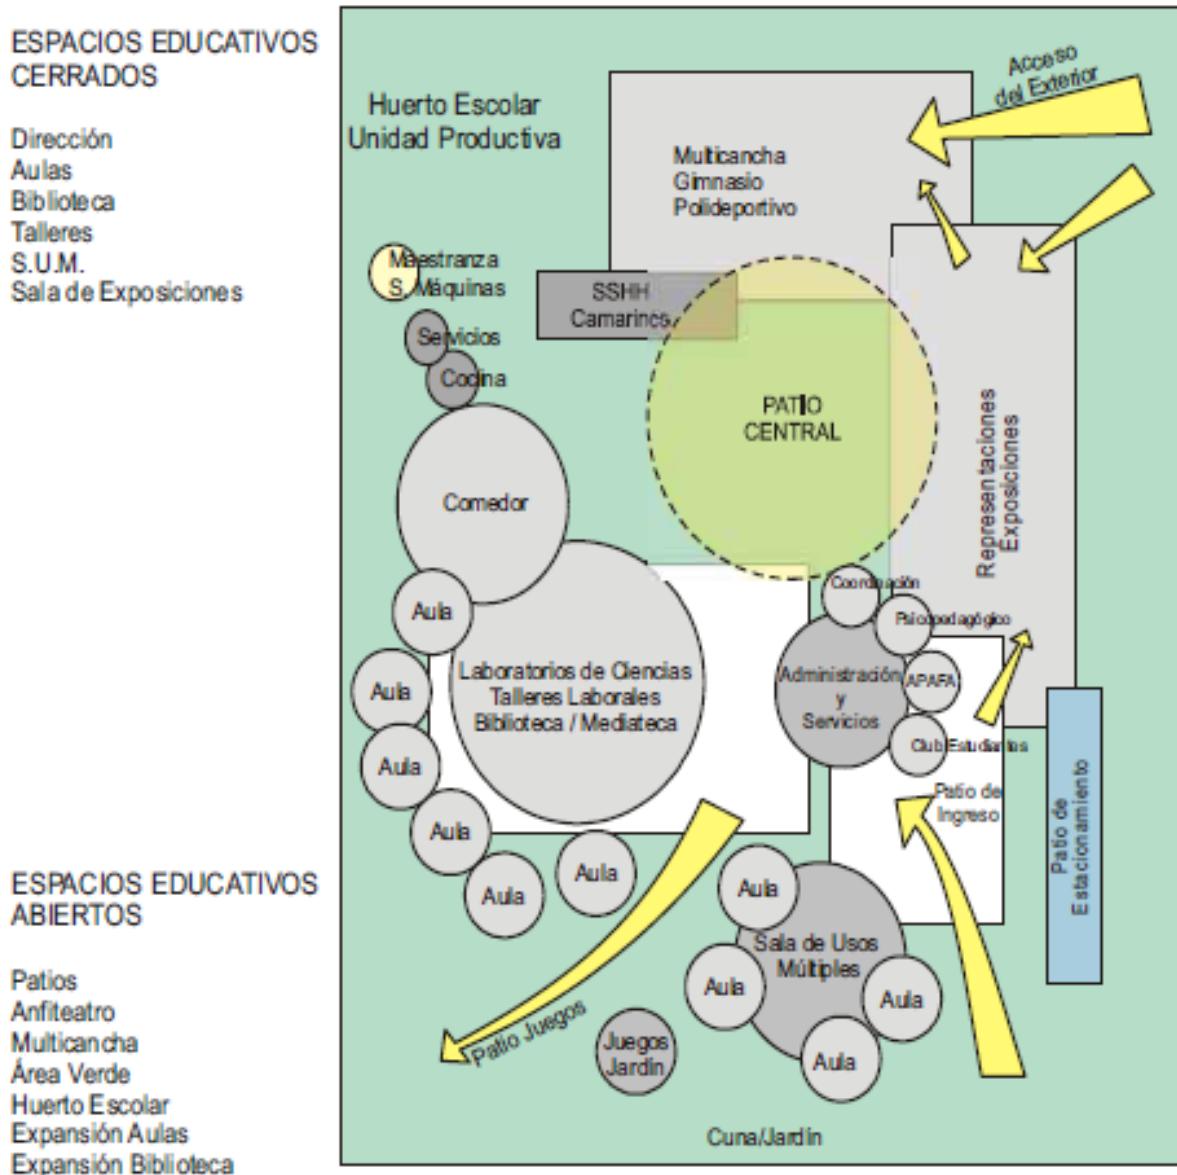 ESPACIOS EDUCATIVOS
CERRADOS
Dirección
Aulas
Biblioteca
Talleres
S.U.M.
Sala de Exposiciones
ESPACIOS EDUCATIVOS
ABIERTOS
Patios
Anfiteatro
Multicancha
Área Verde
Huerto Escolar
Expansión Aulas
Expansión Biblioteca
Huerto Escolar
Unidad Productiva
Acceso
del Exterior
Multicancha
Gimnasio
Polideportivo
Maestranza
S. Máquinas
SSHH
Camarines
Servicios
Cocina
PATIO
CENTRAL
Representaciones
Exposiciones
Comedor
Coordinación
Psicopedagógico
Aula
Laboratorios de Ciencias
Talleres Laborales
Biblioteca / Mediateca
Administración
y
Servicios
APAFA
Aula
Club Estudiantes
Aula
Patio de
Ingreso
Patio de
Estacionamiento
Aula
Aula
Aula
Aula
Sala de Usos
Múltiples
Aula
Aula
Aula
Patio Juegos
Juegos
Jardín
Cuna/Jardín